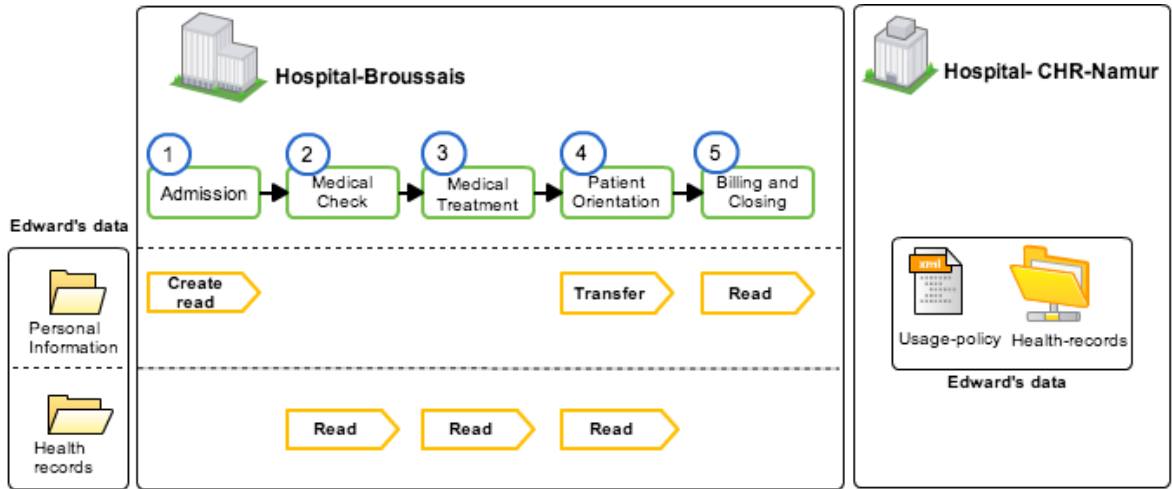 Hospital-Broussais
Hospital- CHR-Namur
1
2
3
4
5
Admission
Medical
Check
Medical
Treatment
Patient
Orientation
Billing and
Closing
Edward's data
Personal
Information
Health
records
Create
read
Transfer
Read
Read
Read
Read
xml
Usage-policy
Health-records
Edward's data